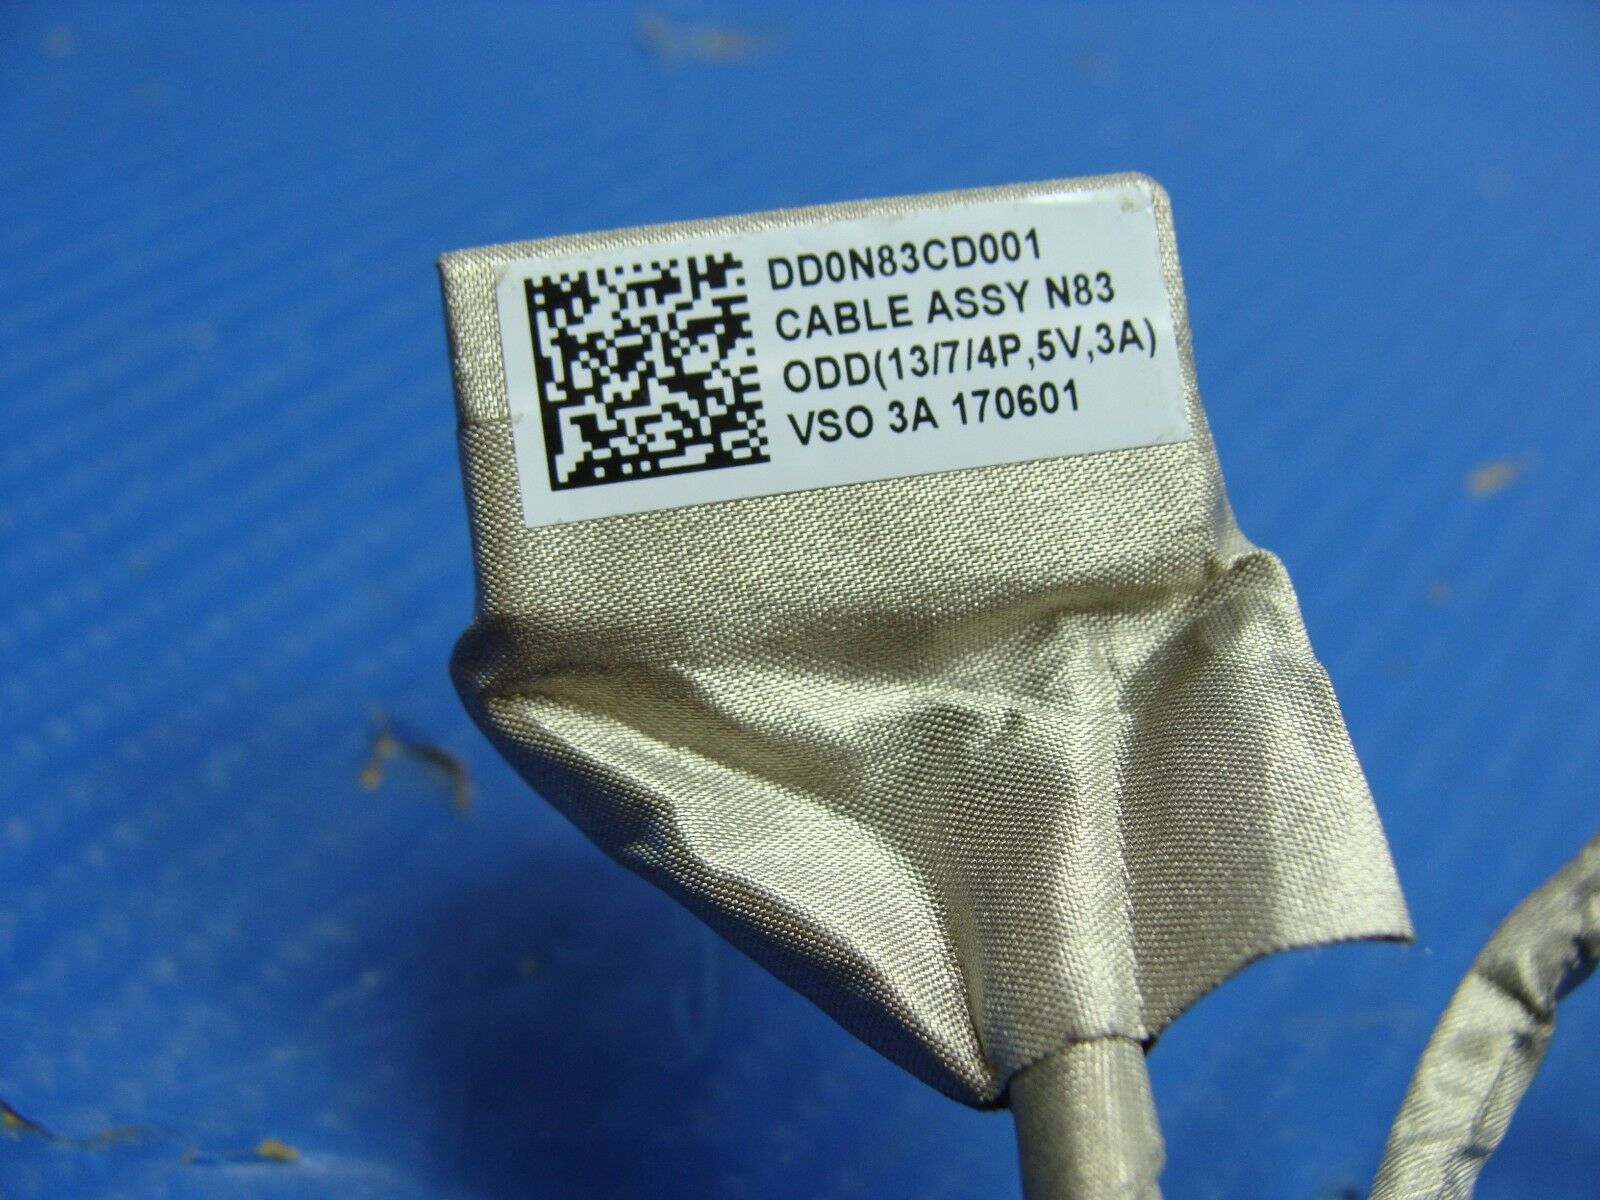 DD0N83CD001
CABLE ASSY N83
ODD(13/7/4P,5V,3A)
VSO 3A 170601